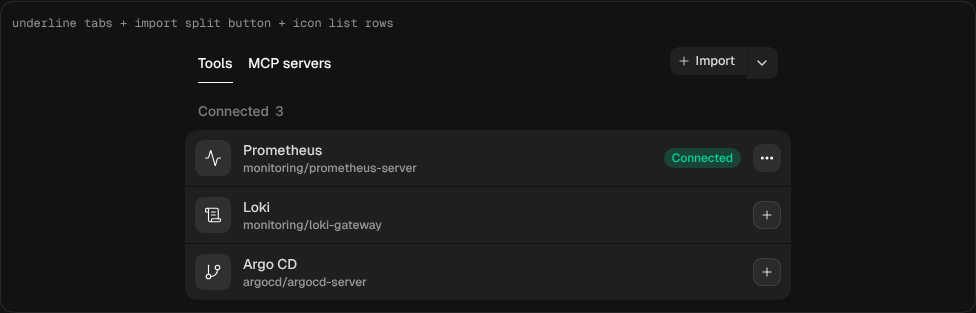 underline tabs + import split button + icon list rows
Tools MCP servers + Import
Connected 3
Prometheus
monitoring/prometheus-server
Connected
Loki
monitoring/loki-gateway
Argo CD
argocd/argocd-server